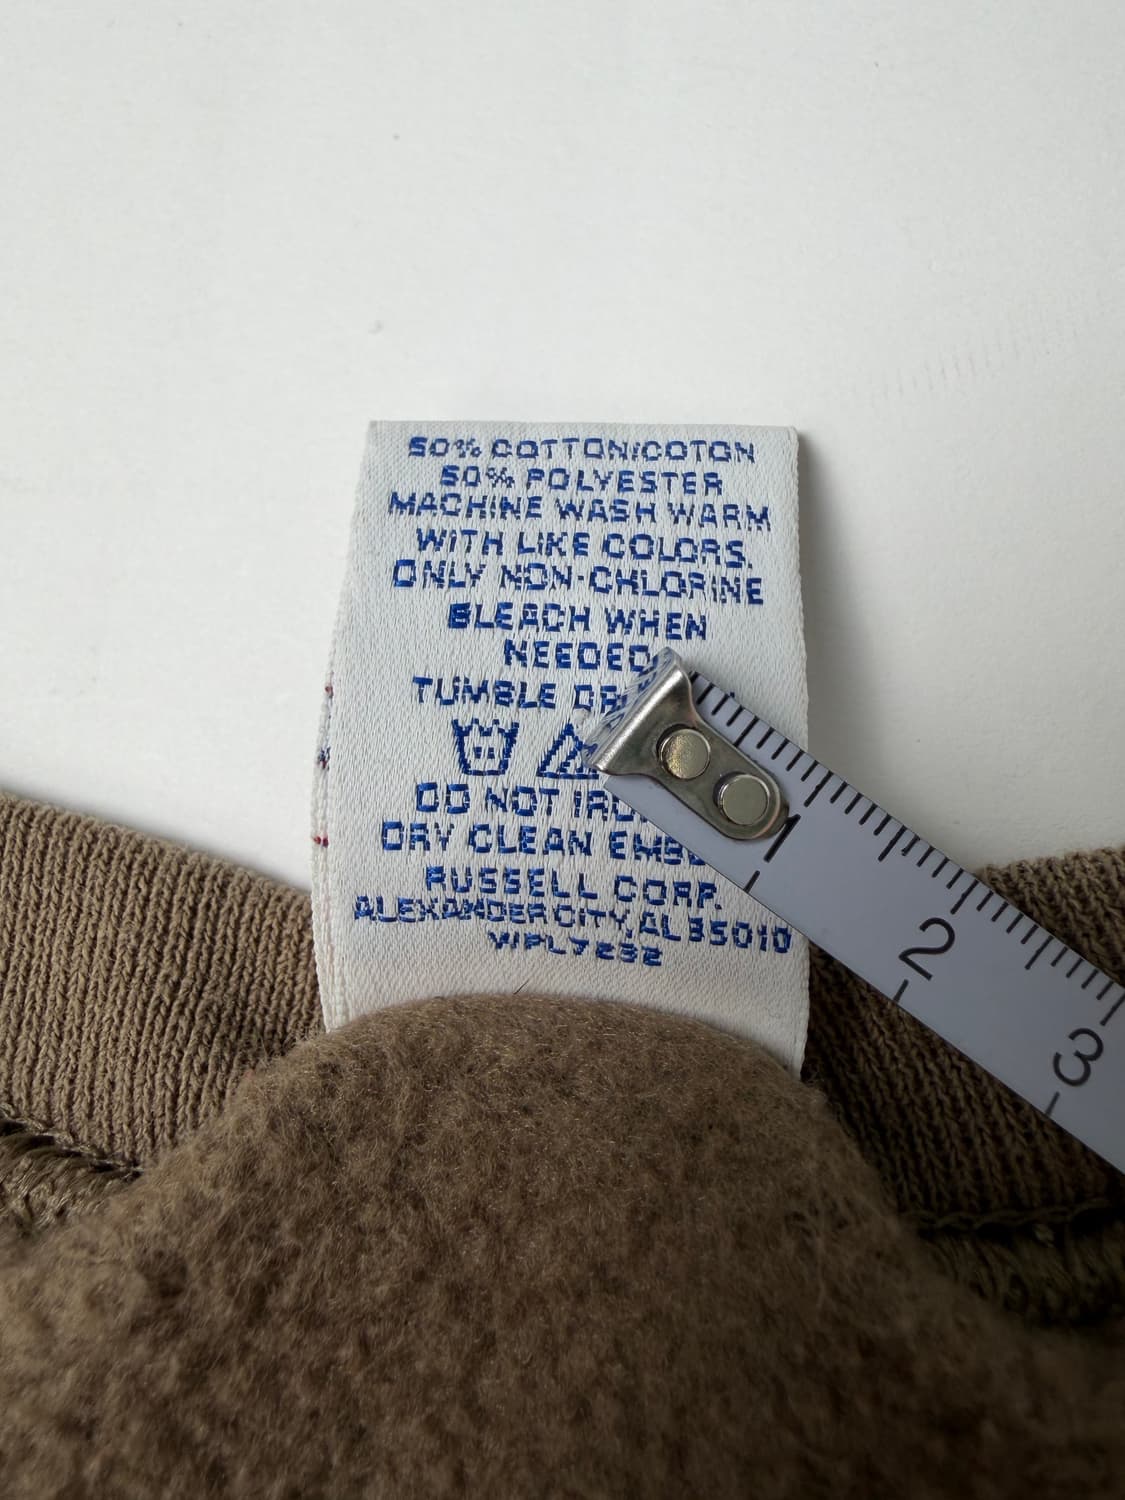 50% COTTON/COTON
50% POLYESTER
MACHINE WASH WARM
WITH LIKE COLORS.
ONLY NON-CHLORINE
BLEACH WHEN
NEEDED
TUMBLE
DO NOT
DRY CLEAN
RUSSELL CORP.
ALEXANDER CITY, AL 35010
WPL7232
1
2
3